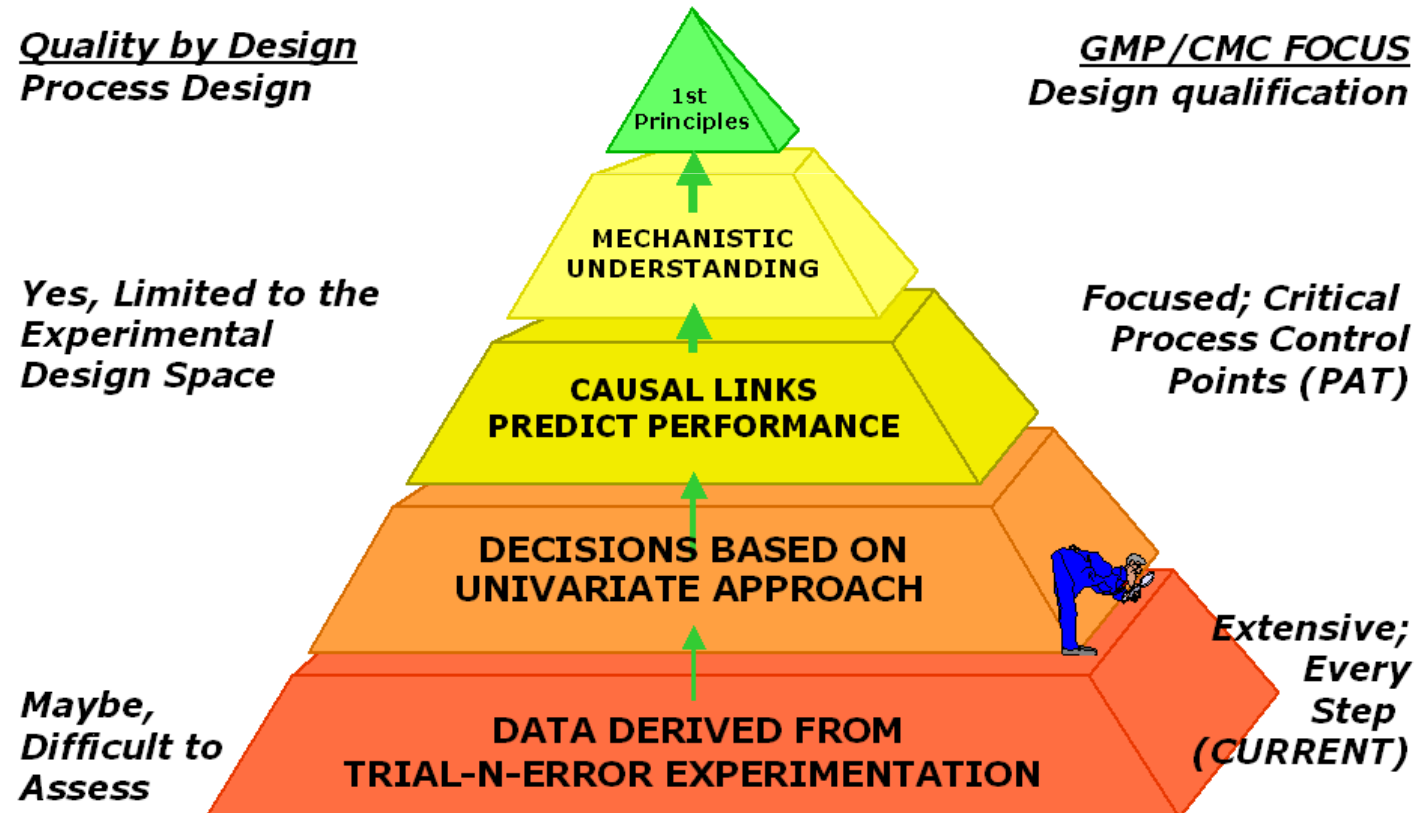 Quality by Design
Process Design
GMP/CMC FOCUS
Design qualification
1st
Principles
MECHANISTIC
UNDERSTANDING
Yes, Limited to the
Experimental
Design Space
Focused; Critical
Process Control
Points (PAT)
CAUSAL LINKS
PREDICT PERFORMANCE
DECISIONS BASED ON
UNIVARIATE APPROACH
Extensive;
Every
Step
(CURRENT)
Maybe,
Difficult to
Assess
DATA DERIVED FROM
TRIAL-N-ERROR EXPERIMENTATION